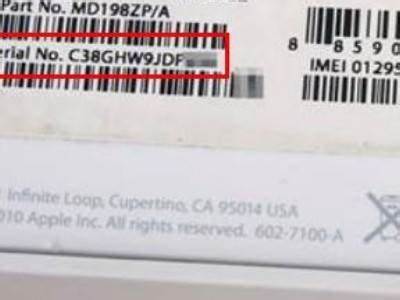 Part No. MD198ZP/A
erial No. C38GHW9JDF
8 8590
IMEI 01295
Infinite Loop, Cupertino, CA 95014 USA
010 Apple Inc. All rights reserved. 602-7100-A